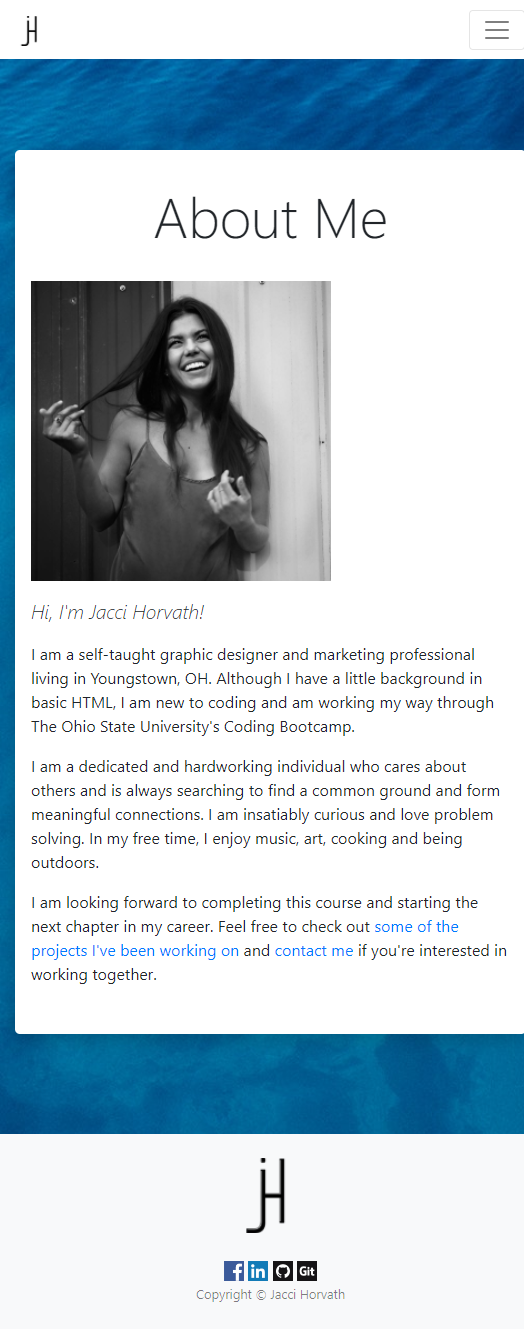 jH
About Me
Hi, I'm Jacci Horvath!
I am a self-taught graphic designer and marketing professional
living in Youngstown, OH. Although I have a little background in
basic HTML, I am new to coding and am working my way through
The Ohio State University's Coding Bootcamp.
I am a dedicated and hardworking individual who cares about
others and is always searching to find a common ground and form
meaningful connections. I am insatiably curious and love problem
solving. In my free time, I enjoy music, art, cooking and being
outdoors.
I am looking forward to completing this course and starting the
next chapter in my career. Feel free to check out some of the
projects I've been working on and contact me if you're interested in
working together.
jH
f in Git
Copyright © Jacci Horvath